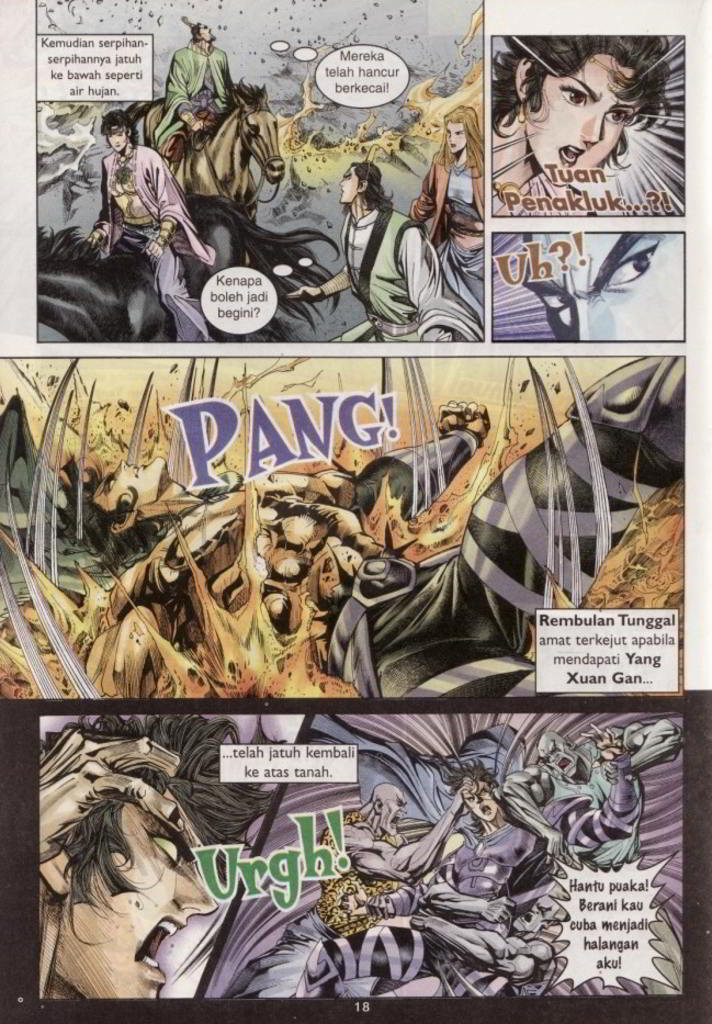 Kemudian serpihan-
serpihannya jatuh
ke bawah seperti
air hujan.
Mereka
telah hancur
berkecai!
Kenapa
boleh jadi
begini?
Tuan
Penakluk...?!
Uh?!
PANG!
Rembulan Tunggal
amat terkejut apabila
mendapati Yang
Xuan Gan...
...telah jatuh kembali
ke atas tanah.
Urgh!
Hantu puaka!
Berani kau
cuba menjadi
halangan
aku!
18